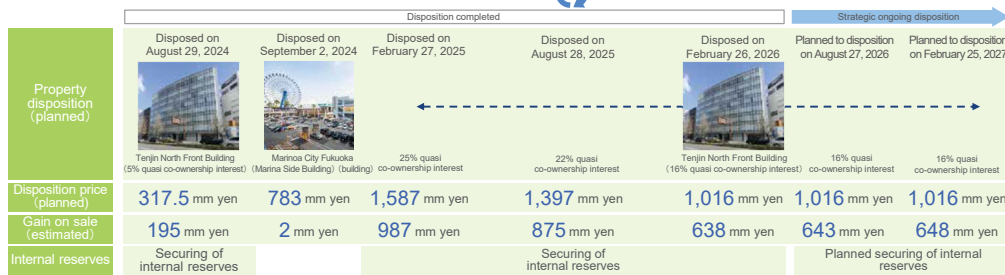 Disposition completed
Strategic ongoing disposition
Property
disposition
(planned)
Disposed on
August 29, 2024
Disposed on
September 2, 2024
Disposed on
February 27, 2025
Disposed on
August 28, 2025
Disposed on
February 26, 2026
Planned to disposition
on August 27, 2026
Planned to disposition
on February 25, 2027
Tenjin North Front Building
(5% quasi co-ownership interest)
Marinoa City Fukuoka
(Marina Side Building) (building)
25% quasi
co-ownership interest
22% quasi
co-ownership interest
Tenjin North Front Building
(16% quasi co-ownership interest)
16% quasi
co-ownership interest
16% quasi
co-ownership interest
Disposition price
(planned)
317.5 mm yen
783 mm yen
1,587 mm yen
1,397 mm yen
1,016 mm yen
1,016 mm yen
1,016 mm yen
Gain on sale
(estimated)
195 mm yen
2 mm yen
987 mm yen
875 mm yen
638 mm yen
643 mm yen
648 mm yen
Internal reserves
Securing of
internal reserves
Securing of
internal reserves
Planned securing of internal
reserves